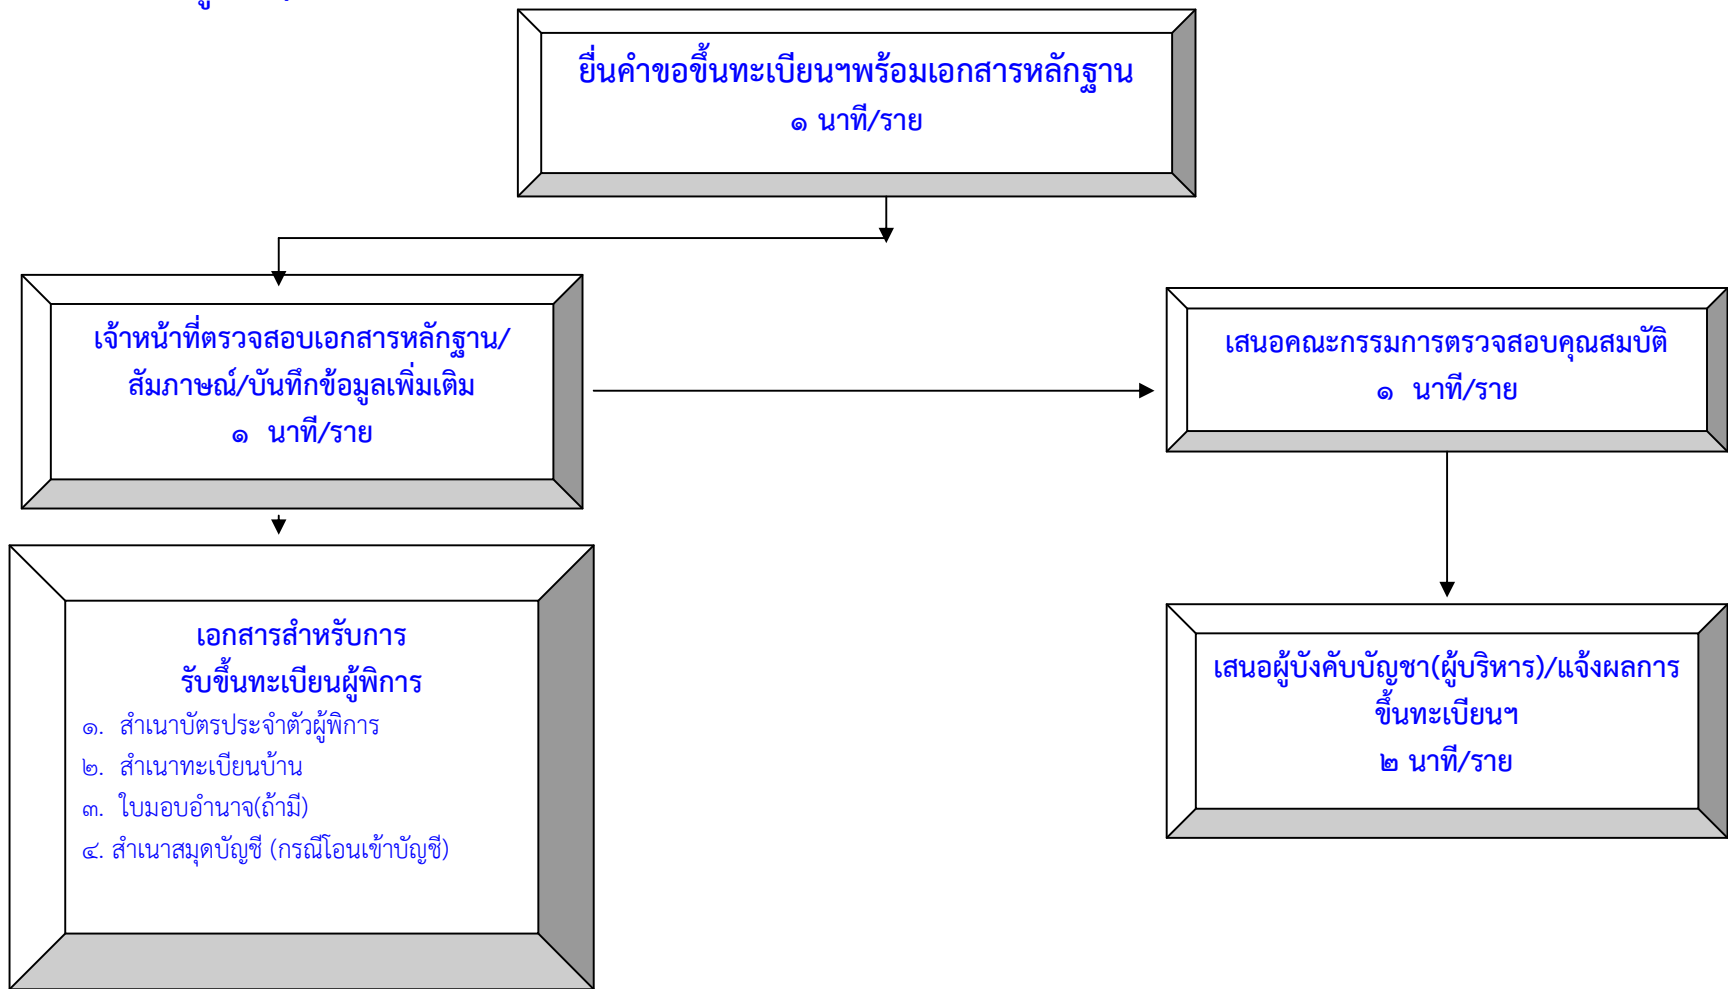 ยื่นคำขอขึ้นทะเบียนฯพร้อมเอกสารหลักฐาน
๑ นาที/ราย
เจ้าหน้าที่ตรวจสอบเอกสารหลักฐาน/
สัมภาษณ์/บันทึกข้อมูลเพิ่มเติม
๑ นาที/ราย
เสนอคณะกรรมการตรวจสอบคุณสมบัติ
๑ นาที/ราย
เอกสารสำหรับการ
รับขึ้นทะเบียนผู้พิการ
๑. สำเนาบัตรประจำตัวผู้พิการ
๒. สำเนาทะเบียนบ้าน
๓. ใบมอบอำนาจ(ถ้ามี)
๔. สำเนาสมุดบัญชี (กรณีโอนเข้าบัญชี)
เสนอผู้บังคับบัญชา(ผู้บริหาร)/แจ้งผลการ
ขึ้นทะเบียนฯ
๒ นาที/ราย